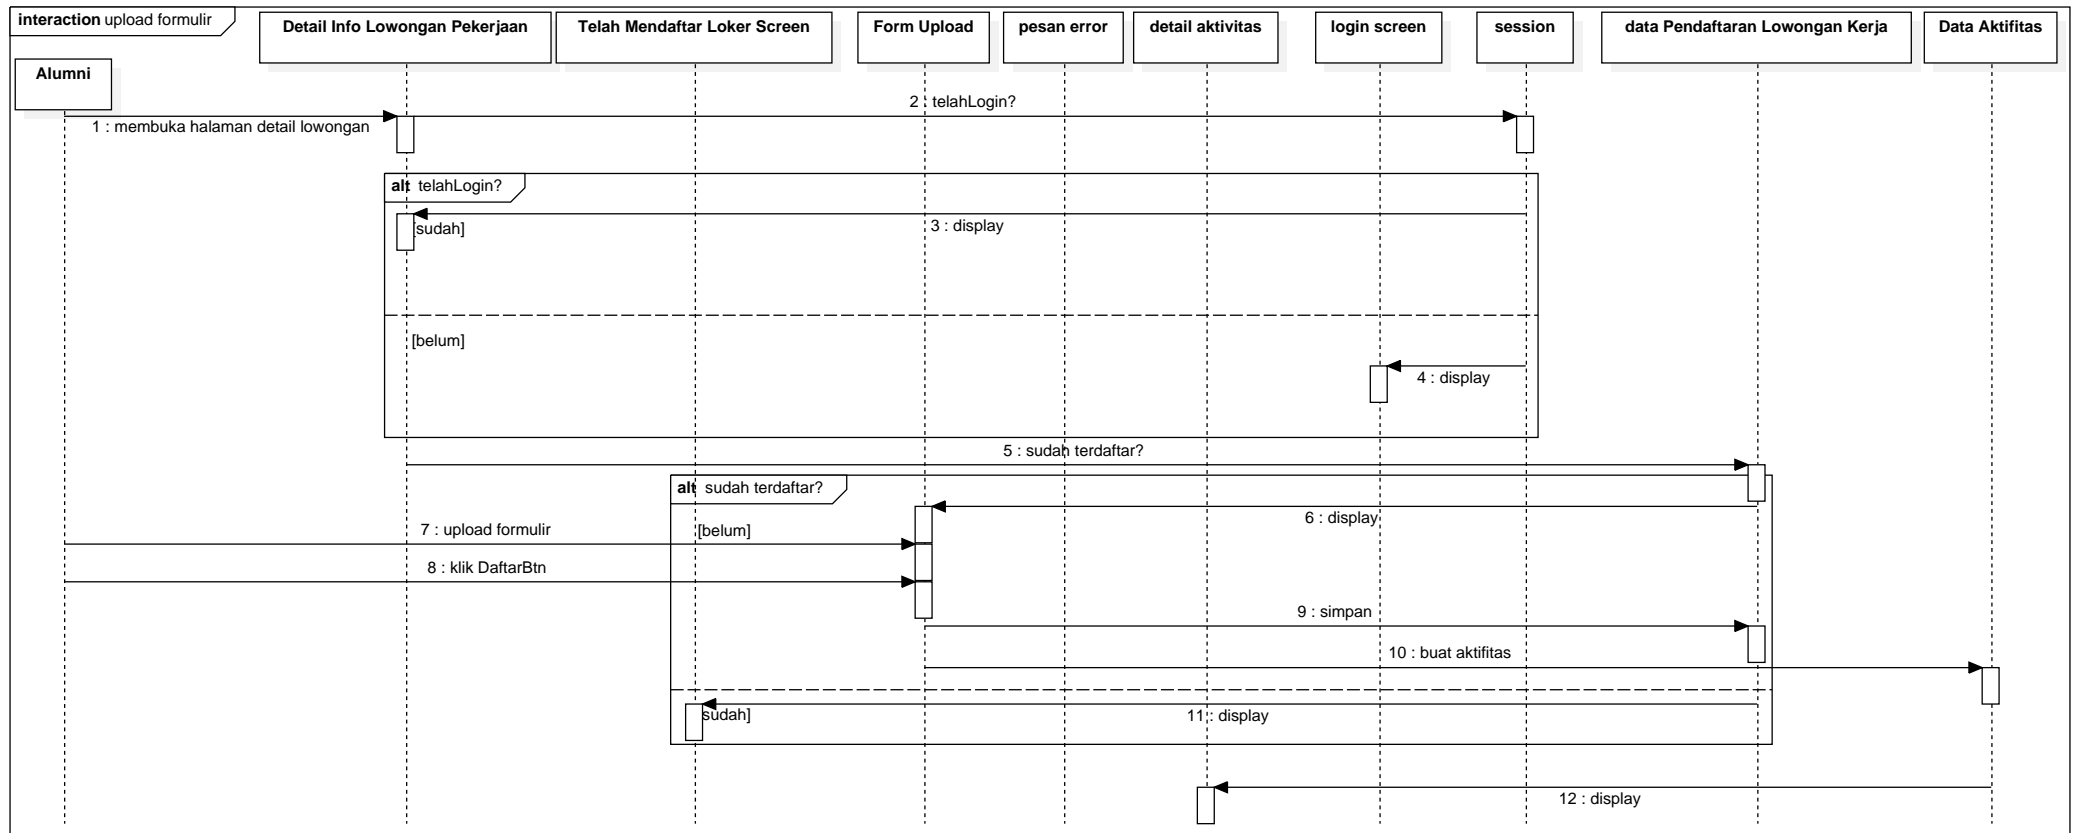 interaction upload formulir
Detail Info Lowongan Pekerjaan
Telah Mendaftar Loker Screen
Form Upload
pesan error
detail aktivitas
login screen
session
data Pendaftaran Lowongan Kerja
Data Aktifitas
Alumni
2 : telahLogin?
1 : membuka halaman detail lowongan
alt telahLogin?
[sudah]
3 : display
[belum]
4 : display
5 : sudah terdaftar?
alt sudah terdaftar?
6 : display
7 : upload formulir
[belum]
8 : klik DaftarBtn
9 : simpan
10 : buat aktifitas
sudah]
11 : display
12 : display